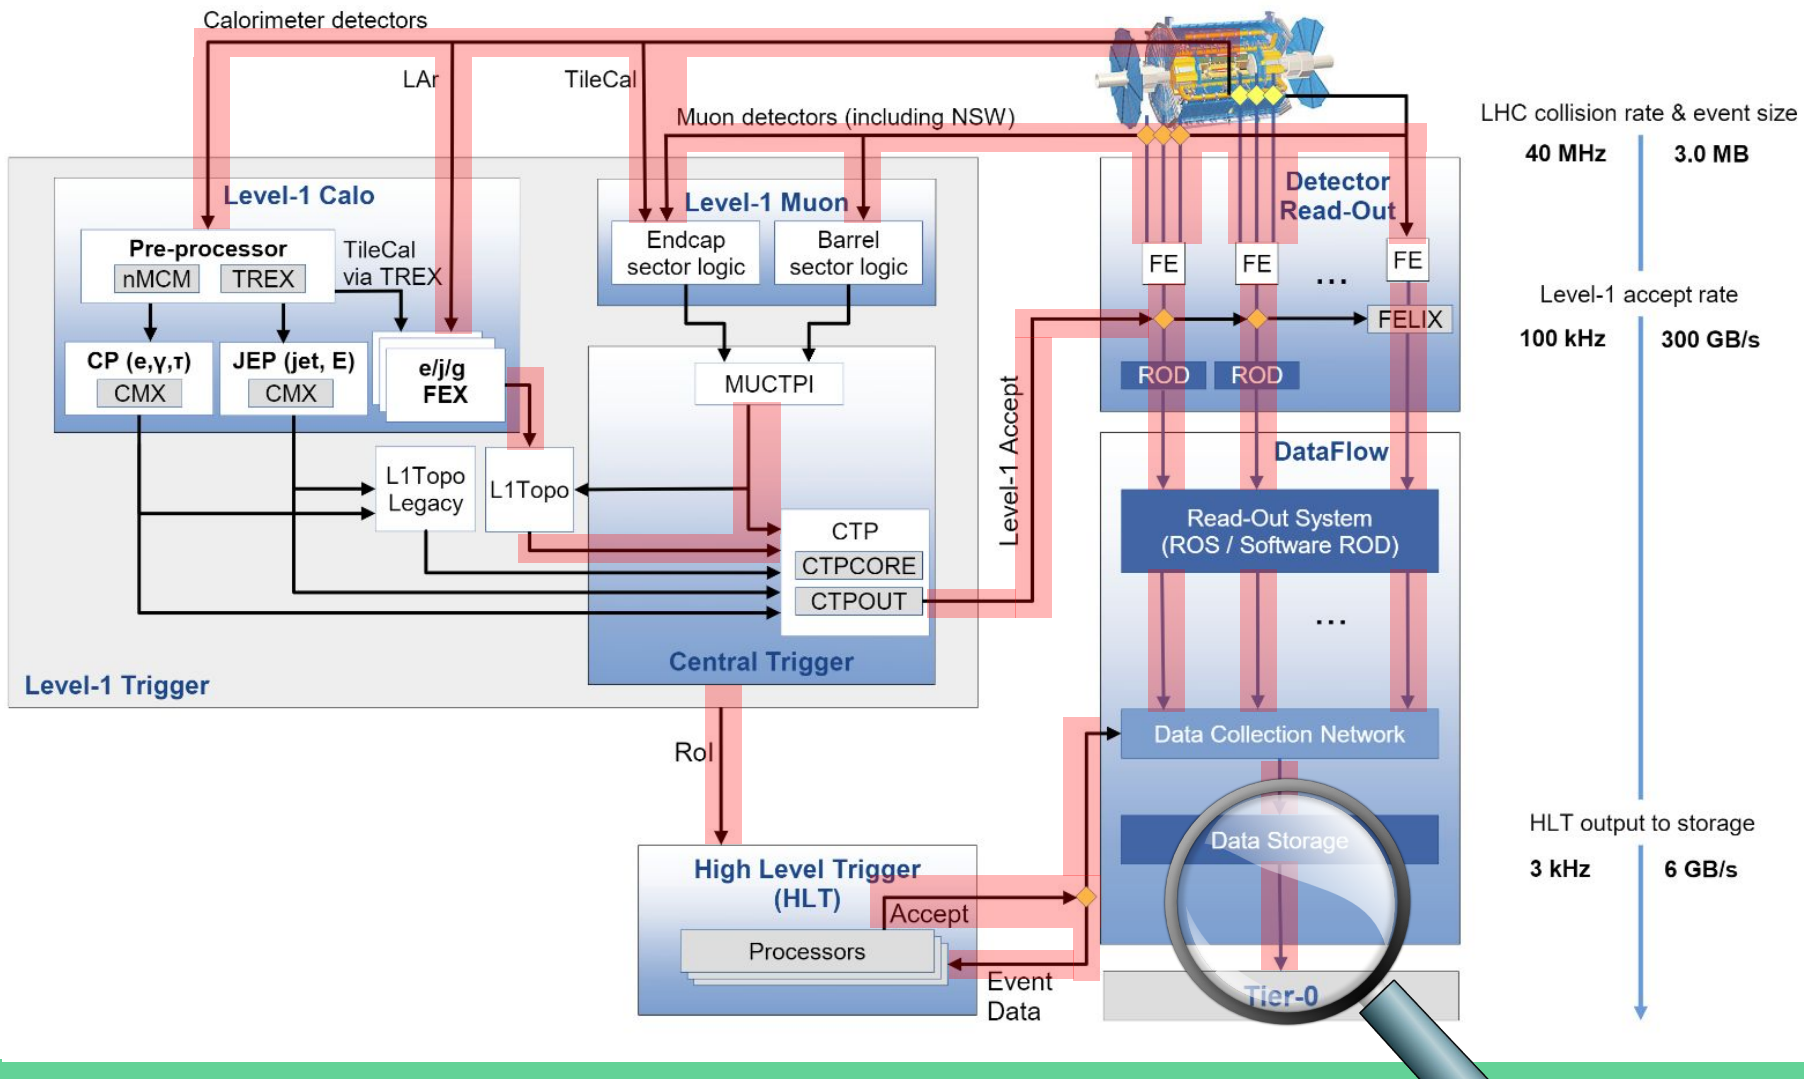 Calorimeter detectors
LAr
TileCal
Muon detectors (including NSW)
LHC collision rate & event size
40 MHz
3.0 MB
Level-1 Calo
Pre-processor
nMCM
TREX
TileCal
via TREX
CP (e,γ,τ)
CMX
JEP (jet, E)
CMX
e/j/g
FEX
Level-1 Muon
Endcap
sector logic
Barrel
sector logic
MUCTPI
L1Topo
Legacy
L1Topo
CTP
CTPCORE
CTPOUT
Central Trigger
Level-1 Trigger
Level-1 Accept
Detector
Read-Out
FE
FE
...
FE
FELIX
ROD
ROD
Level-1 accept rate
100 kHz
300 GB/s
DataFlow
Read-Out System
(ROS / Software ROD)
...
Data Collection Network
Data Storage
Tier-0
RoI
High Level Trigger
(HLT)
Accept
Processors
Event
Data
HLT output to storage
3 kHz
6 GB/s